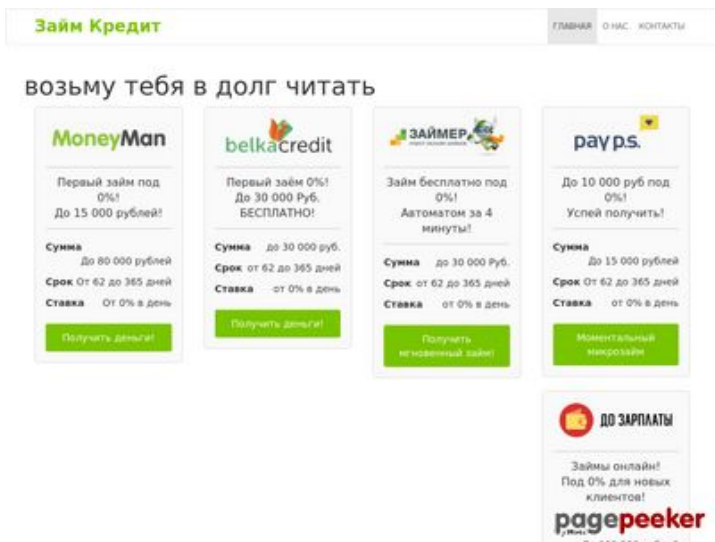 Займ Кредит
ГЛАВНАЯ О НАС КОНТАКТЫ
возьму тебя в долг читать
MoneyMan
Первый займ под
0%!
До 15 000 рублей!
Сумма
До 80 000 рублей
Срок От 62 до 365 дней
Ставка От 0% в день
Получить деньги!
belkacredit
Первый заём 0%!
До 30 000 Руб.
БЕСПЛАТНО!
Сумма до 30 000 руб.
Срок от 62 до 365 дней
Ставка от 0% в день
Получить деньги!
ЗАЙМЕР
Займ бесплатно под
0%!
Автоматом за 4
минуты!
Сумма до 30 000 Руб.
Срок от 62 до 365 дней
Ставка от 0% в день
Получить
мгновенный займ!
pay p.s.
До 10 000 руб под
0%!
Успей получить!
Сумма
До 15 000 рублей
Срок От 62 до 365 дней
Ставка от 0% в день
Моментальный
микрозайм
ДО ЗАРПЛАТЫ
Займы онлайн!
Под 0% для новых
клиентов!
pagepeeker